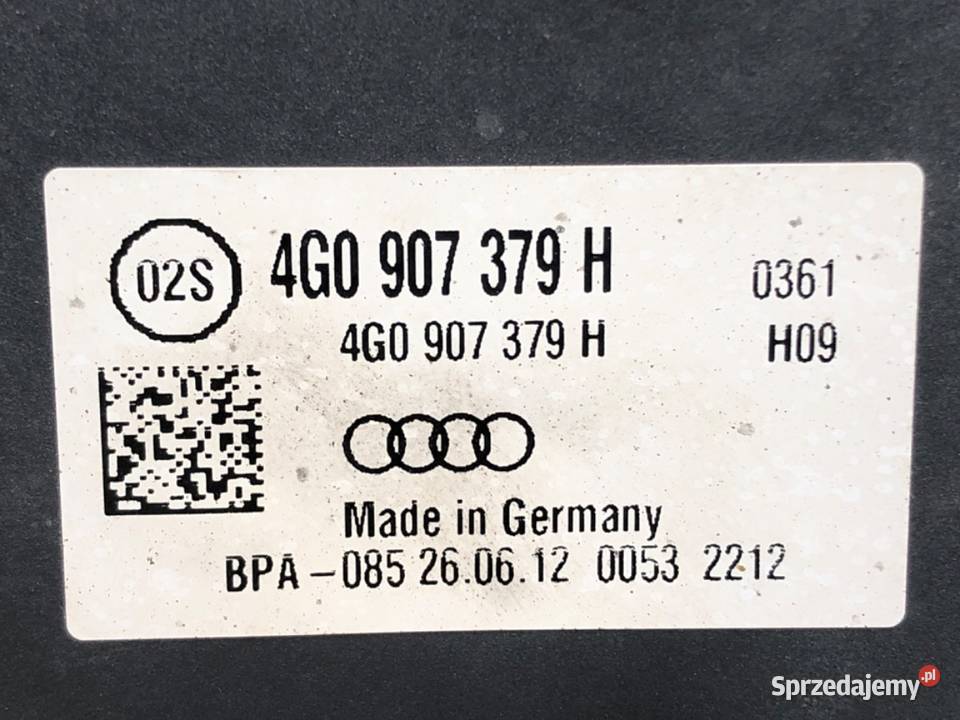 02S 4G0 907 379 H 0361
4G0 907 379 H H09
Made in Germany
BPA -085 26.06.12 0053 2212
Sprzedajemy.pl